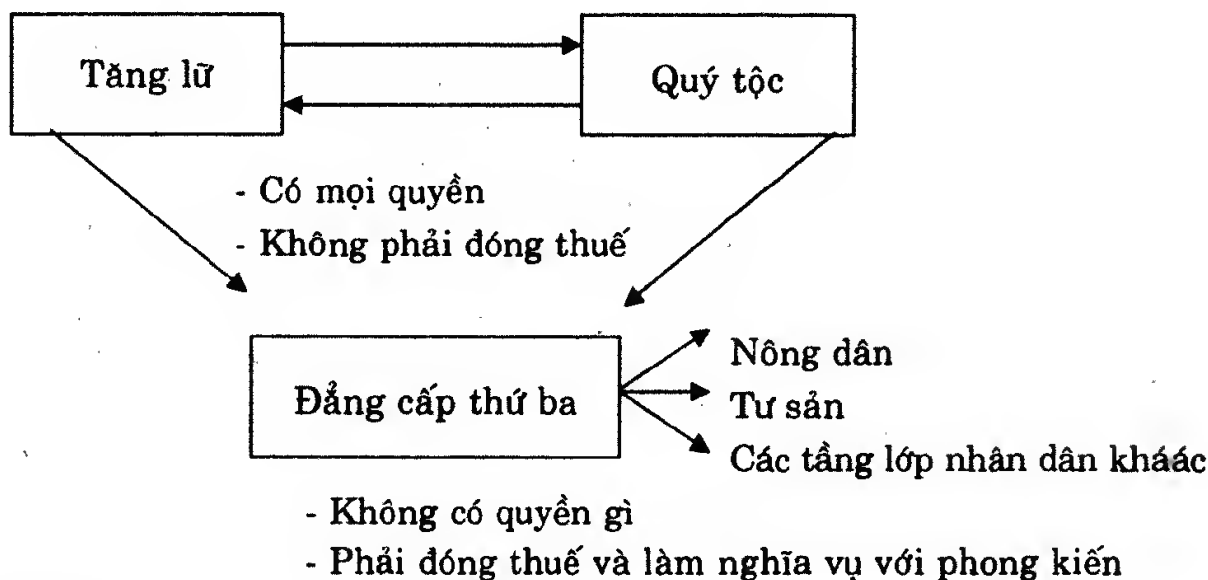 Tăng lữ
Quý tộc
- Có mọi quyền
- Không phải đóng thuế
Đẳng cấp thứ ba
Nông dân
Tư sản
Các tầng lớp nhân dân kháác
- Không có quyền gì
- Phải đóng thuế và làm nghĩa vụ với phong kiến